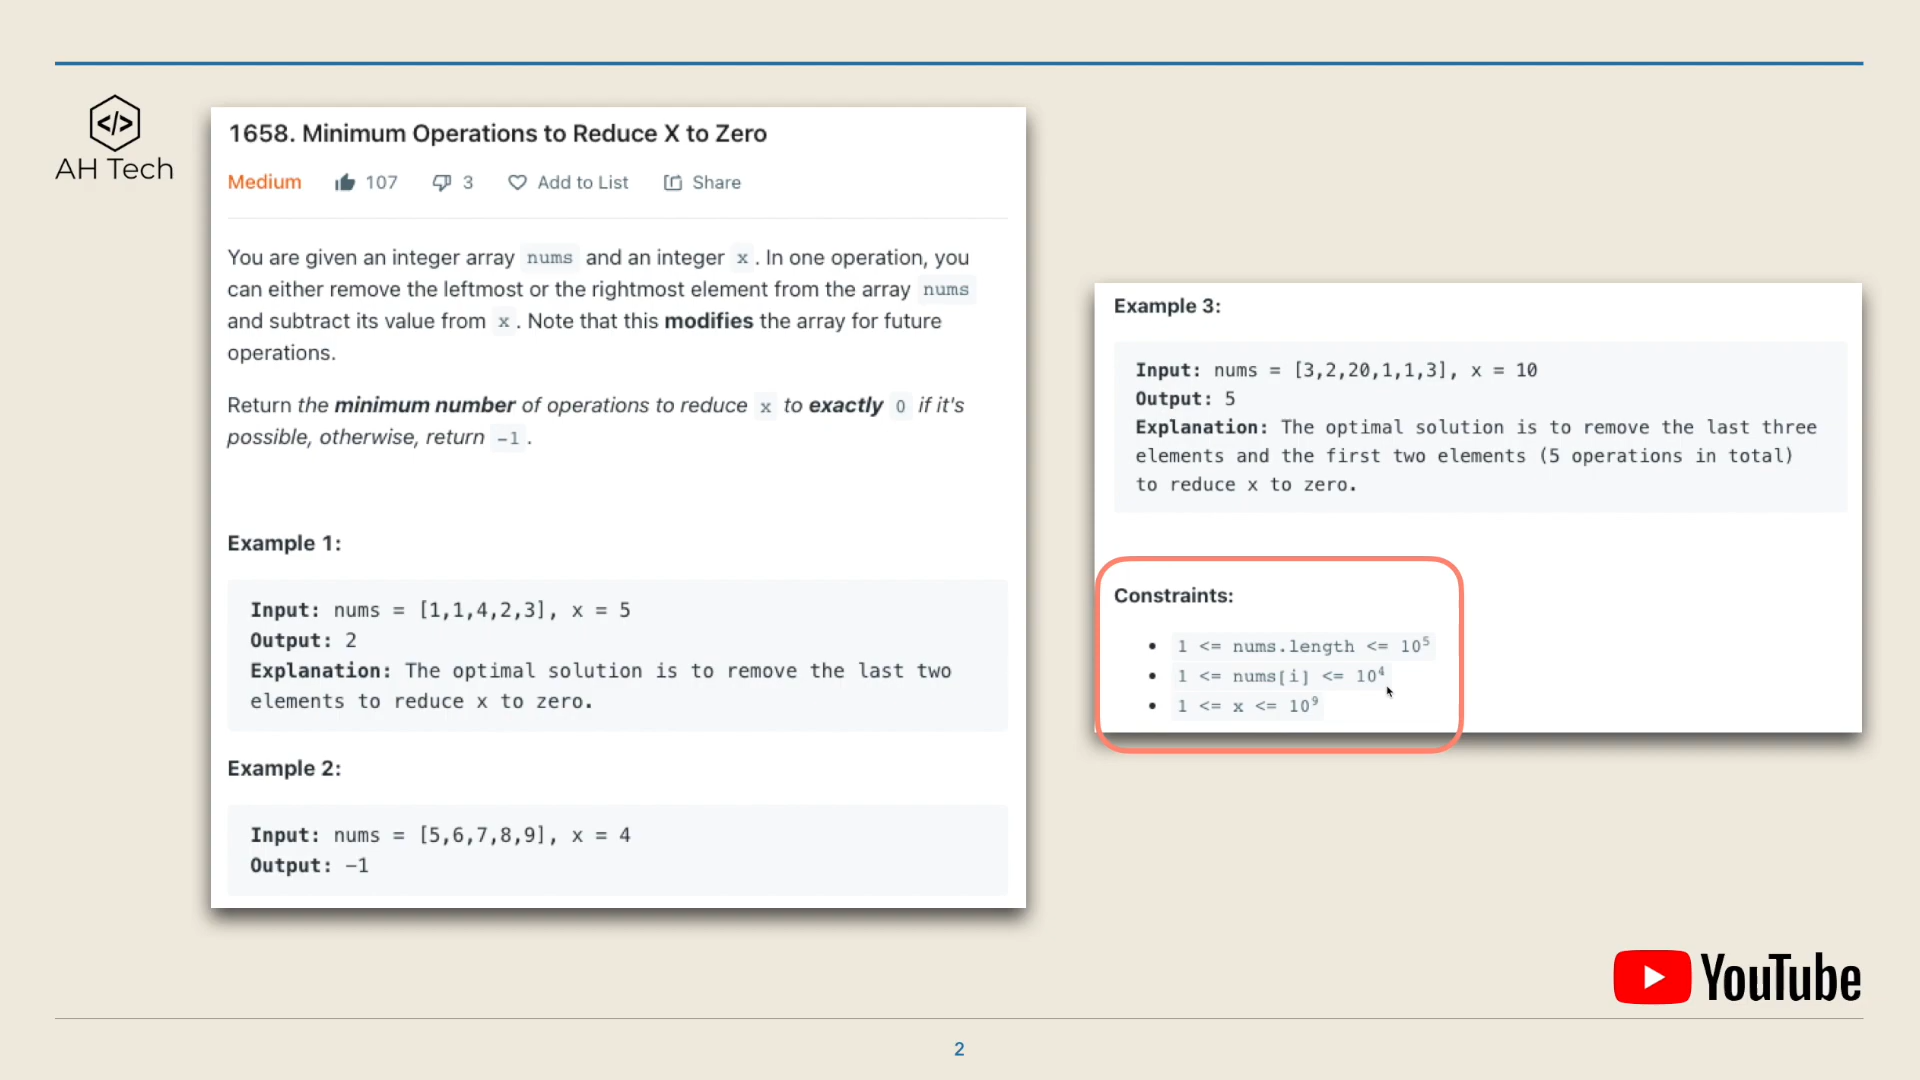 </>
AH Tech
1658. Minimum Operations to Reduce X to Zero
Medium 107 3 Add to List Share
You are given an integer array nums and an integer x . In one operation, you
can either remove the leftmost or the rightmost element from the array nums
and subtract its value from x . Note that this modifies the array for future
operations.
Return the minimum number of operations to reduce x to exactly 0 if it's
possible, otherwise, return -1 .
Example 1:
Input: nums = [1,1,4,2,3], x = 5
Output: 2
Explanation: The optimal solution is to remove the last two
elements to reduce x to zero.
Example 2:
Input: nums = [5,6,7,8,9], x = 4
Output: -1
Example 3:
Input: nums = [3,2,20,1,1,3], x = 10
Output: 5
Explanation: The optimal solution is to remove the last three
elements and the first two elements (5 operations in total)
to reduce x to zero.
Constraints:
• 1 <= nums.length <= 10⁵
• 1 <= nums[i] <= 10⁴
• 1 <= x <= 10⁹
YouTube
2